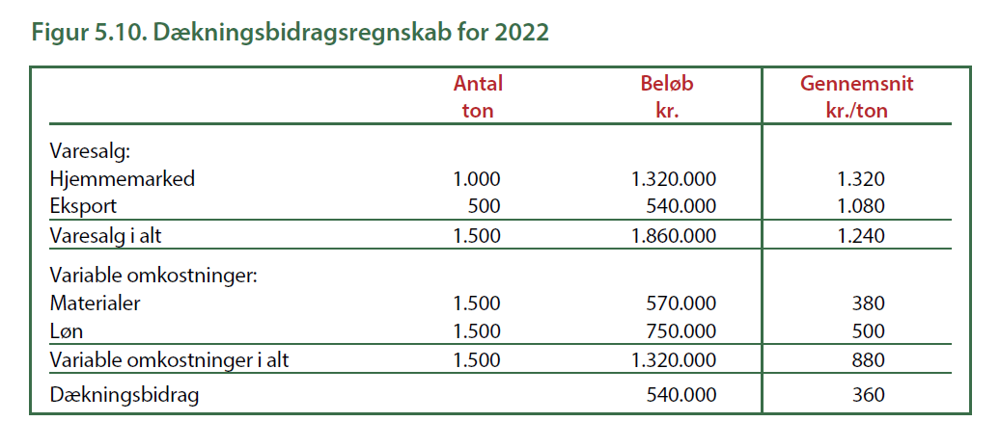 Figur 5.10. Dækningsbidragsregnskab for 2022
Antal Beløb Gennemsnit
ton kr. kr./ton
Varesalg:
Hjemmemarked 1.000 1.320.000 1.320
Eksport 500 540.000 1.080
Varesalg i alt 1.500 1.860.000 1.240
Variable omkostninger:
Materialer 1.500 570.000 380
Løn 1.500 750.000 500
Variable omkostninger i alt 1.500 1.320.000 880
Dækningsbidrag 540.000 360